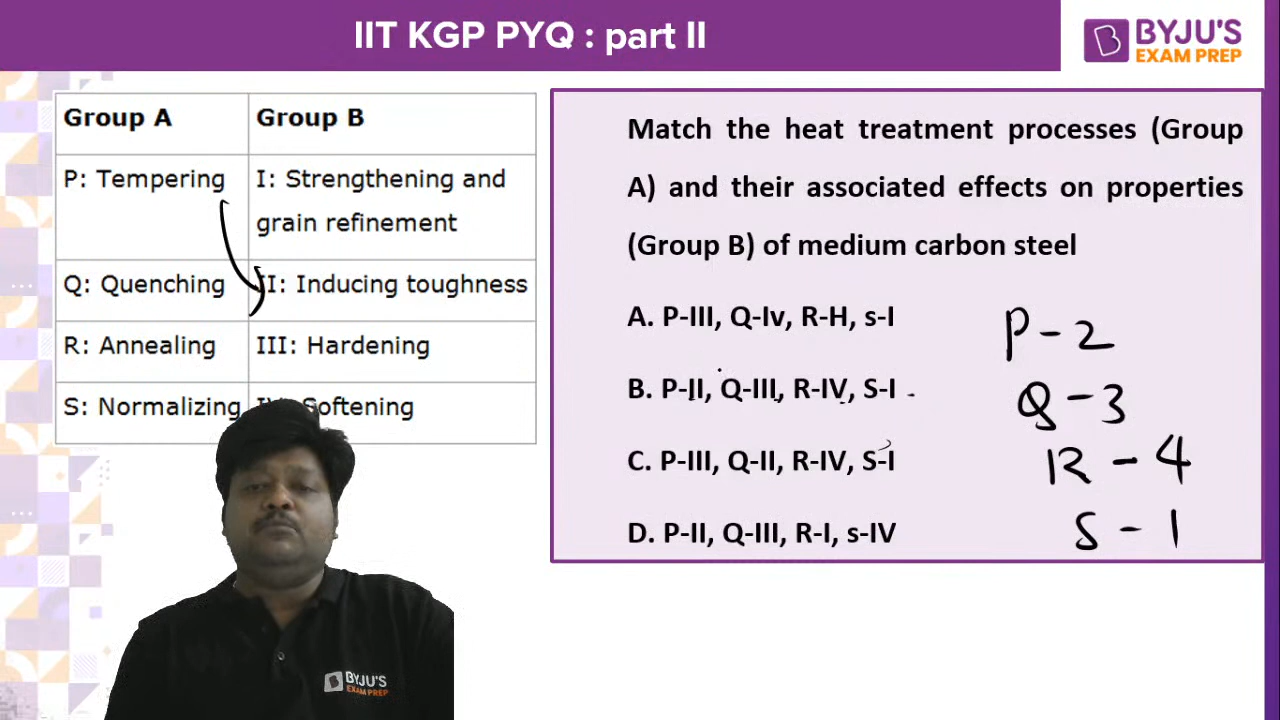 IIT KGP PYQ : part II
BYJU'S
EXAM PREP
Group A
Group B
P: Tempering
I: Strengthening and
grain refinement
Q: Quenching
II: Inducing toughness
R: Annealing
III: Hardening
S: Normalizing
Softening
Match the heat treatment processes (Group
A) and their associated effects on properties
(Group B) of medium carbon steel
A. P-III, Q-Iv, R-H, s-I
B. P-II, Q-III, R-IV, S-I
C. P-III, Q-II, R-IV, S-I
D. P-II, Q-III, R-I, s-IV
P - 2
Q - 3
R - 4
S - 1
BYJU'S
EXAM PREP